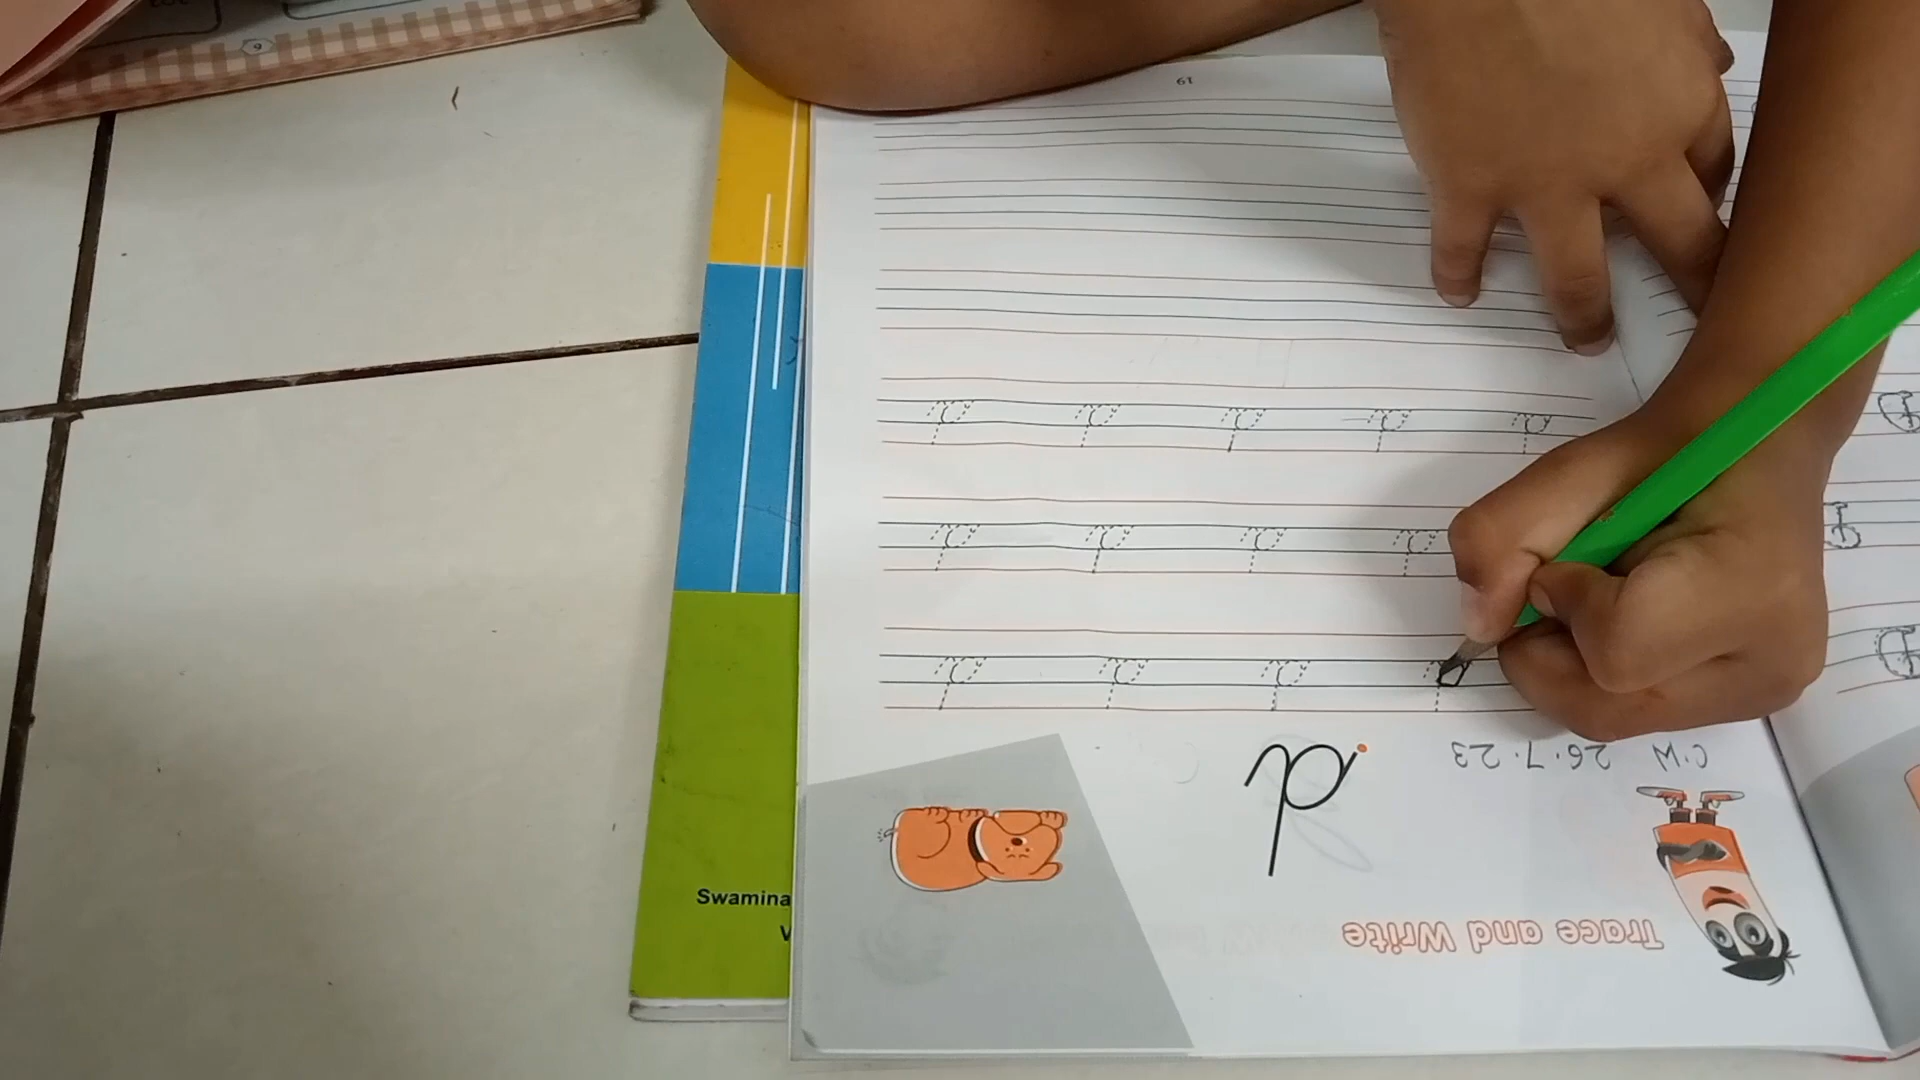 Trace and Write
C.W 26.7.23
d
d d d d
d d d d
d d d d d
19
Swamina